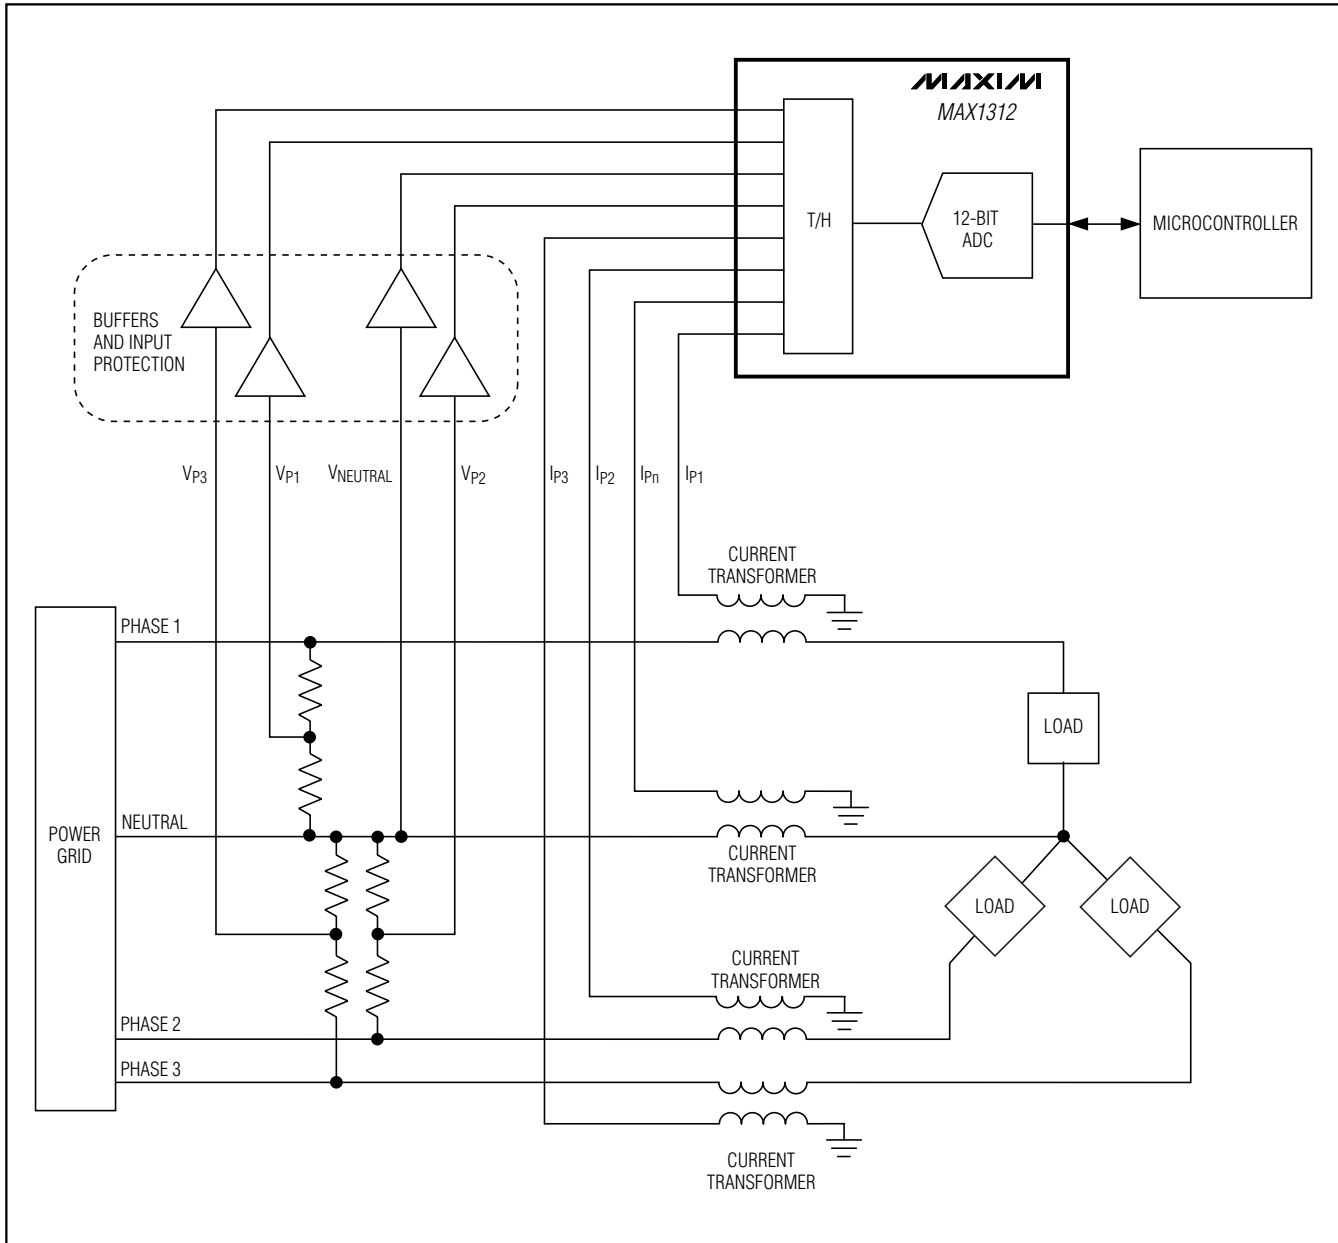 MAXIM
MAX1312
T/H
12-BIT
ADC
MICROCONTROLLER
BUFFERS
AND INPUT
PROTECTION
VP3
VP1
VNEUTRAL
VP2
IP3
IP2
IPn
IP1
CURRENT
TRANSFORMER
PHASE 1
LOAD
NEUTRAL
POWER
GRID
CURRENT
TRANSFORMER
LOAD
LOAD
CURRENT
TRANSFORMER
PHASE 2
PHASE 3
CURRENT
TRANSFORMER